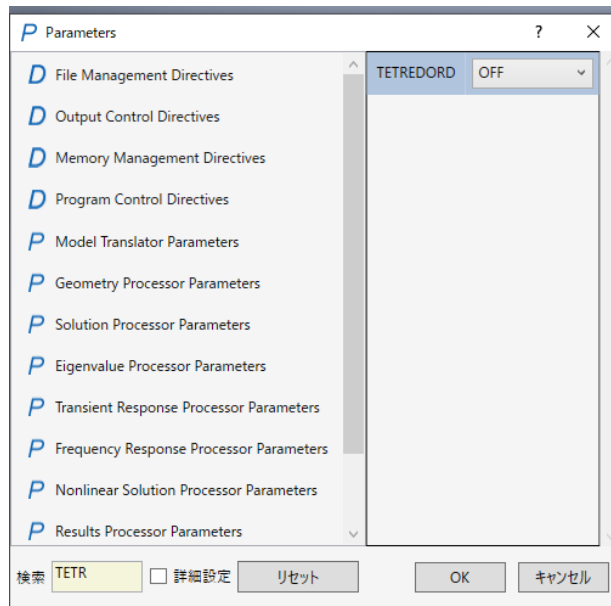 P Parameters ? ×
D File Management Directives
D Output Control Directives
D Memory Management Directives
D Program Control Directives
P Model Translator Parameters
P Geometry Processor Parameters
P Solution Processor Parameters
P Eigenvalue Processor Parameters
P Transient Response Processor Parameters
P Frequency Response Processor Parameters
P Nonlinear Solution Processor Parameters
P Results Processor Parameters
TETREDORD OFF
検索 TETR 詳細設定 リセット OK キャンセル